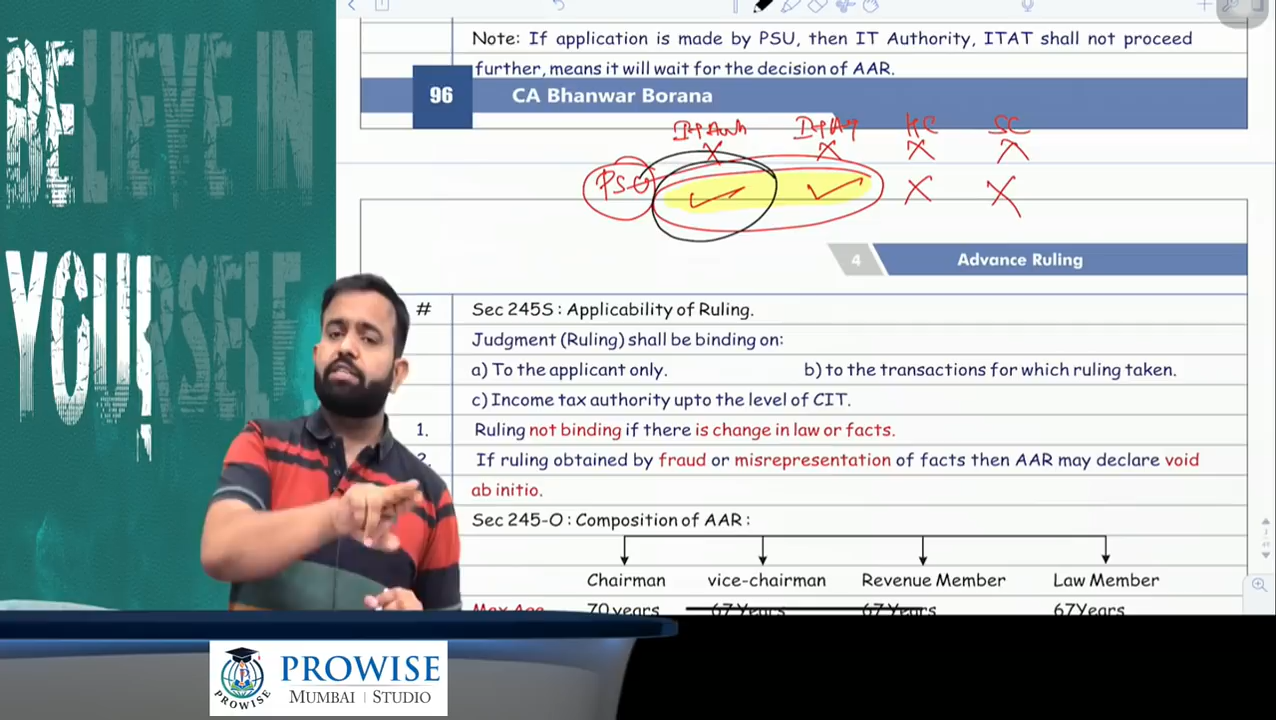 BELIEVE IN
YOURSELF
Note: If application is made by PSU, then IT Authority, ITAT shall not proceed
further, means it will wait for the decision of AAR.
96 CA Bhanwar Borana
HC SC
PSU
4 Advance Ruling
# Sec 245S : Applicability of Ruling.
Judgment (Ruling) shall be binding on:
a) To the applicant only. b) to the transactions for which ruling taken.
c) Income tax authority upto the level of CIT.
1. Ruling not binding if there is change in law or facts.
2. If ruling obtained by fraud or misrepresentation of facts then AAR may declare void
ab initio.
Sec 245-O : Composition of AAR :
Chairman vice-chairman Revenue Member Law Member
Max Age 70 years 67 Years 67 Years 67Years
PROWISE
PROWISE
MUMBAI | STUDIO